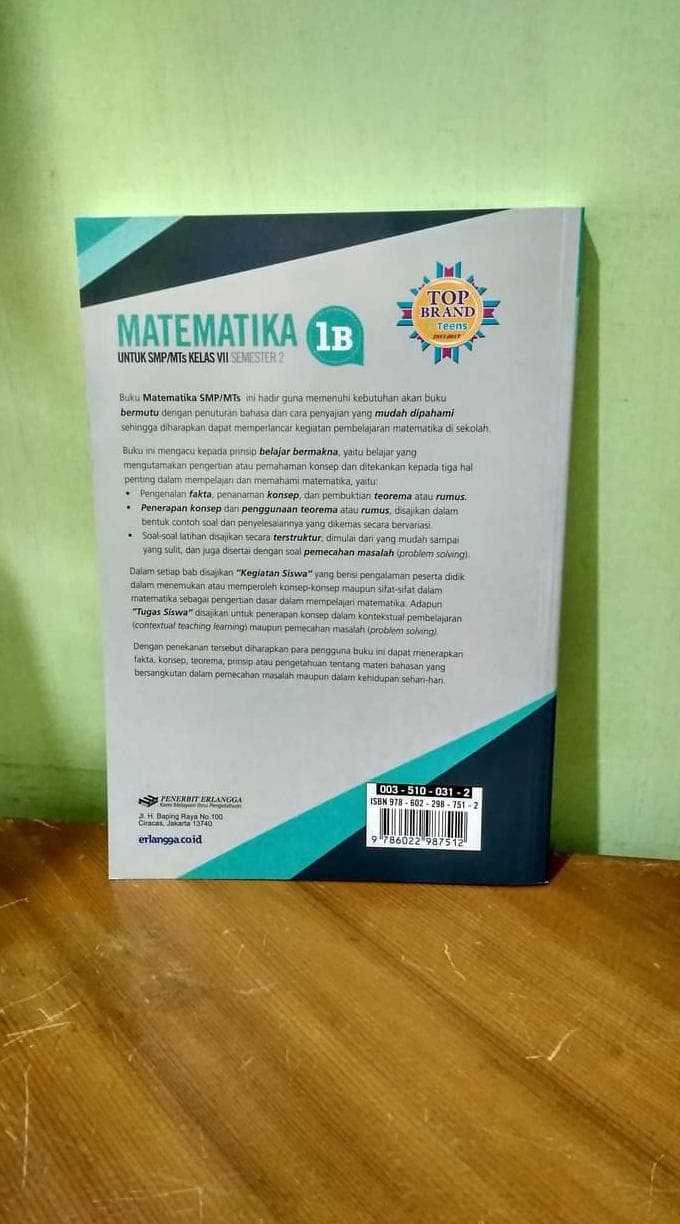 TOP
BRAND
Teens
MATEMATIKA 1B
UNTUK SMP/MTs KELAS VII SEMESTER 2
Buku Matematika SMP/MTs ini hadir guna memenuhi kebutuhan akan buku
bermutu dengan penuturan bahasa dan cara penyajian yang mudah dipahami
sehingga diharapkan dapat memperlancar kegiatan pembelajaran matematika di sekolah.
Buku ini mengacu kepada prinsip belajar bermakna, yaitu belajar yang
mengutamakan pengertian atau pemahaman konsep dan ditekankan kepada tiga hal
penting dalam mempelajari dan memahami matematika, yaitu:
• Pengenalan fakta, penanaman konsep, dan pembuktian teorema atau rumus.
• Penerapan konsep dan penggunaan teorema atau rumus, disajikan dalam
bentuk contoh soal dan penyelesaiannya yang dikemas secara bervariasi.
• Soal-soal latihan disajikan secara terstruktur, dimulai dari yang mudah sampai
yang sulit, dan juga disertai dengan soal pemecahan masalah (problem solving).
Dalam setiap bab disajikan "Kegiatan Siswa" yang berisi pengalaman peserta didik
dalam menemukan atau memperoleh konsep-konsep maupun sifat-sifat dalam
matematika sebagai pengertian dasar dalam mempelajari matematika. Adapun
"Tugas Siswa" disajikan untuk penerapan konsep dalam kontekstual pembelajaran
(contextual teaching learning) maupun pemecahan masalah (problem solving).
Dengan penekanan tersebut diharapkan para pengguna buku ini dapat menerapkan
fakta, konsep, teorema, prinsip atau pengetahuan tentang materi bahasan yang
bersangkutan dalam pemecahan masalah maupun dalam kehidupan sehari-hari.
PENERBIT ERLANGGA
Kami Melayani Ilmu Pengetahuan
Jl. H. Baping Raya No.100
Ciracas, Jakarta 13740
erlangga.co.id
003 - 510 - 031 - 2
ISBN 978 - 602 - 298 - 751 - 2
9 786022 987512